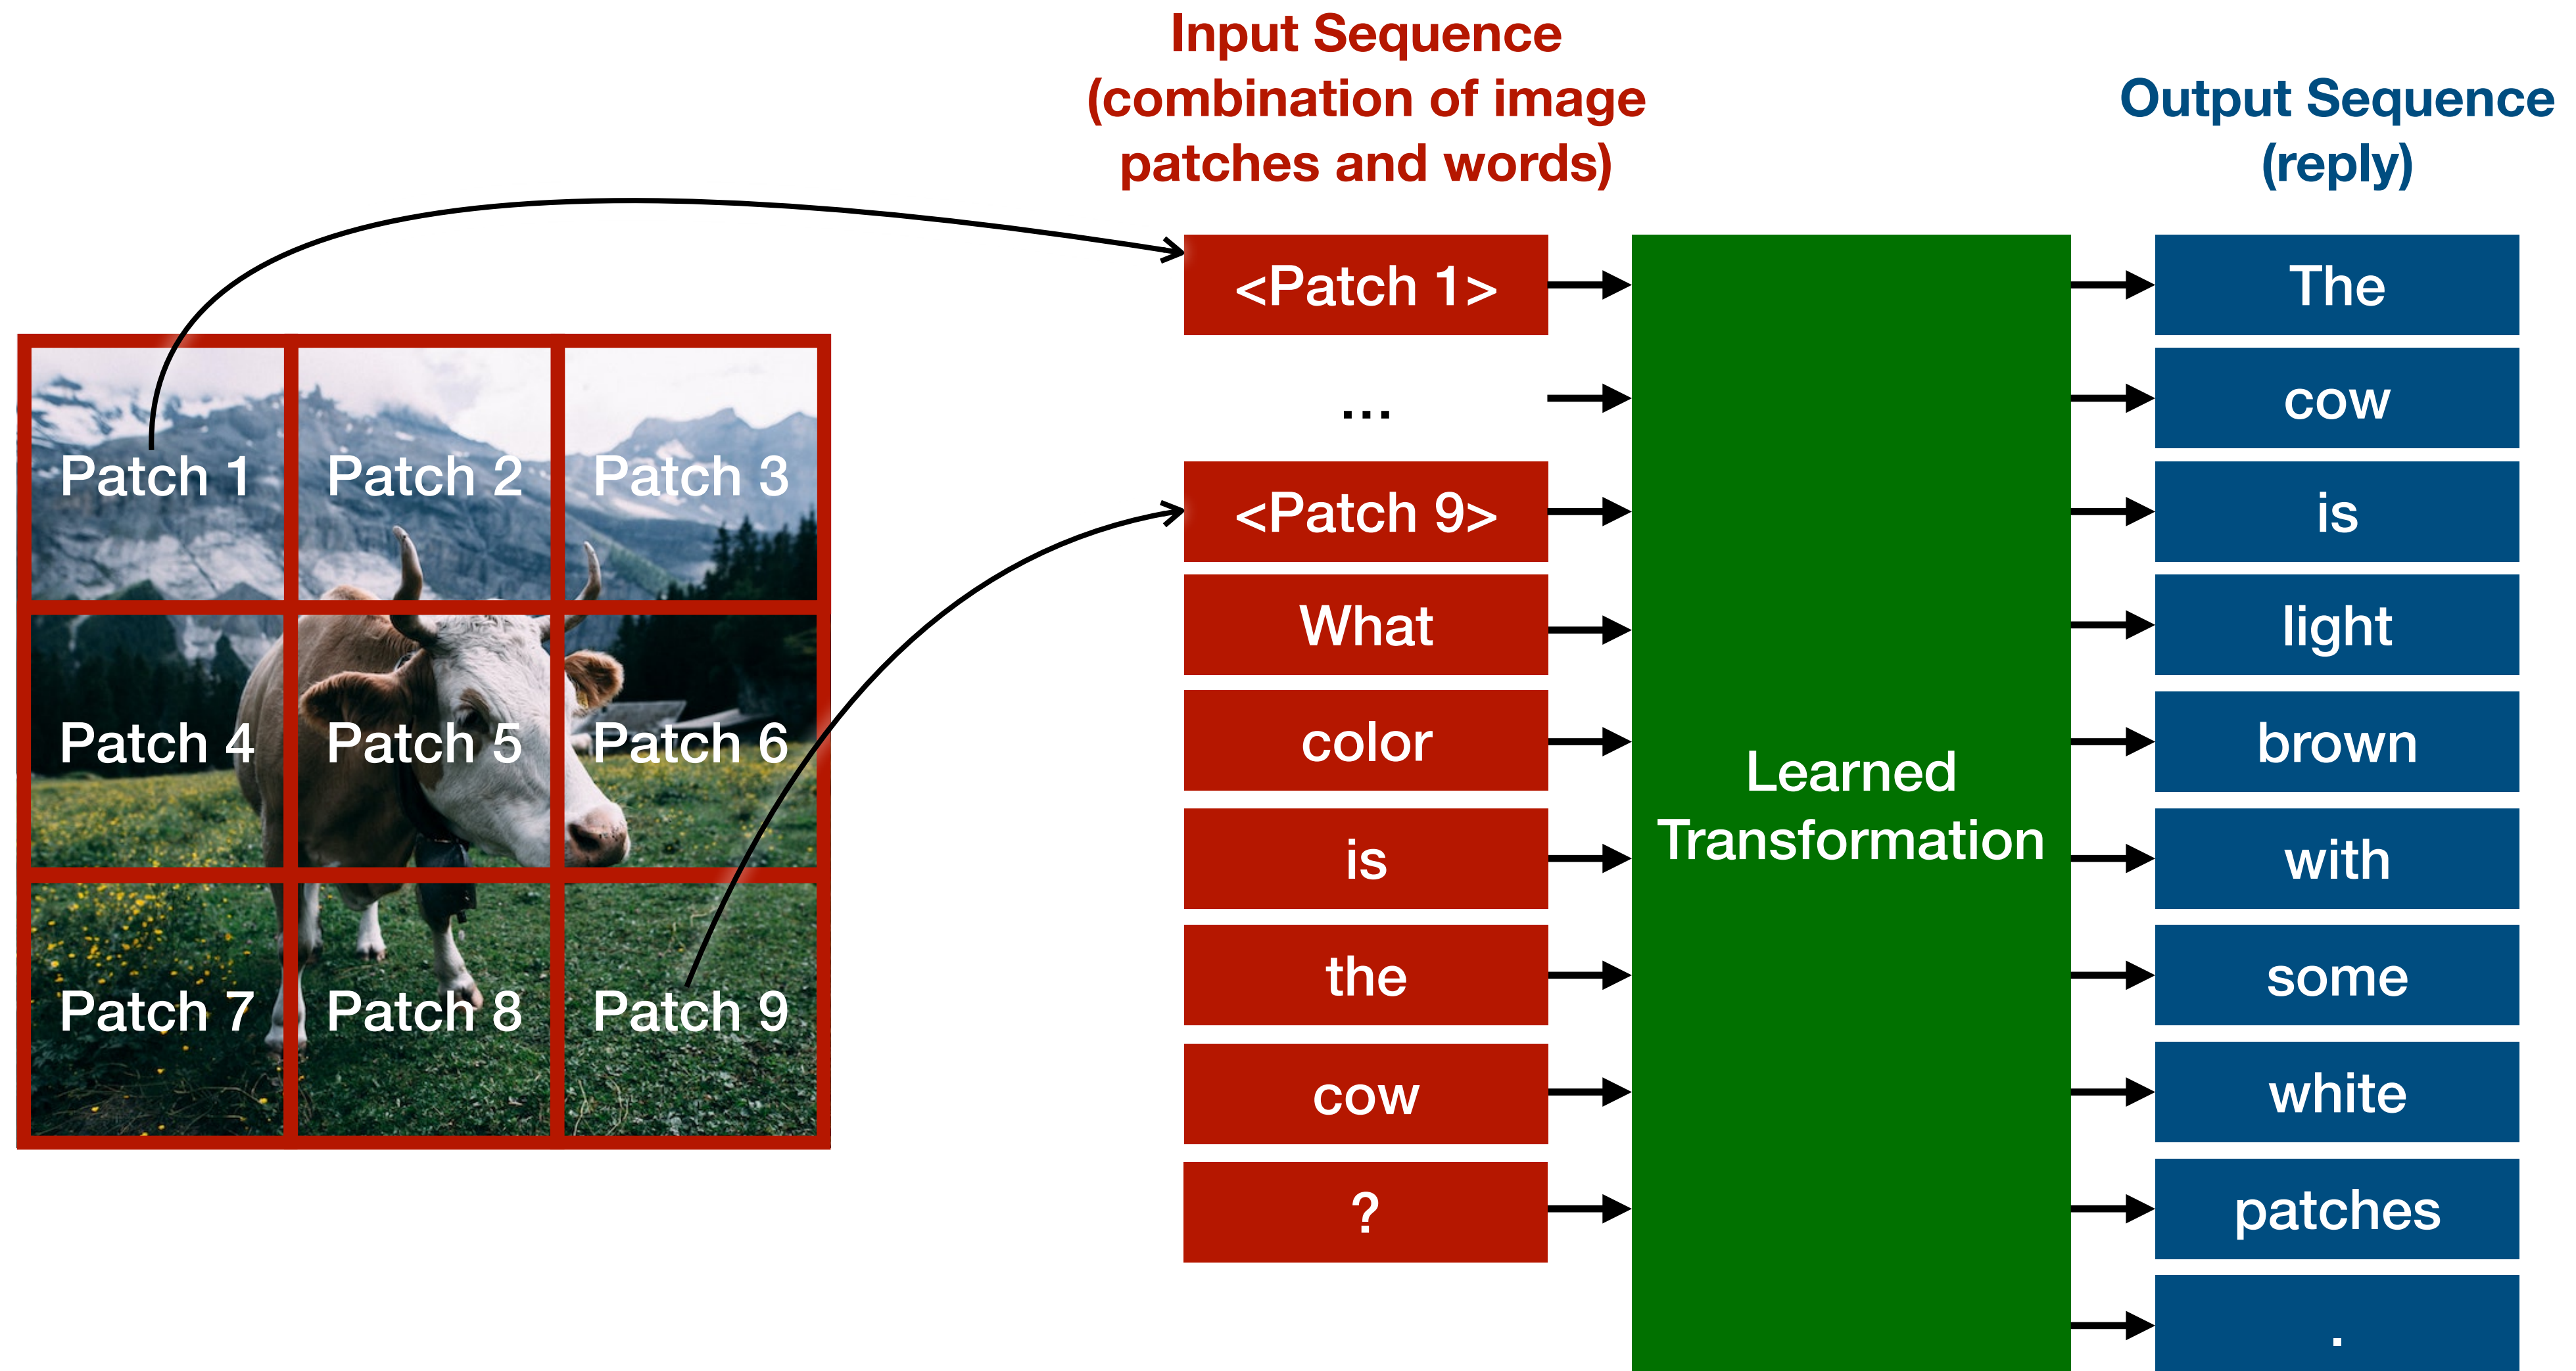 Input Sequence
(combination of image
patches and words)
Output Sequence
(reply)
Patch 1
Patch 2
Patch 3
Patch 4
Patch 5
Patch 6
Patch 7
Patch 8
Patch 9
<Patch 1>
...
<Patch 9>
What
color
is
the
cow
?
Learned
Transformation
The
cow
is
light
brown
with
some
white
patches
.